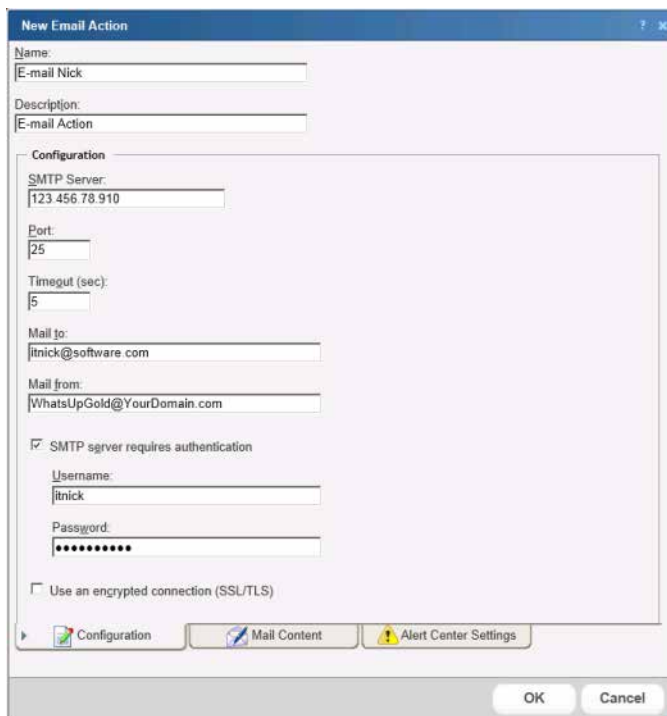 New Email Action
Name:
E-mail Nick
Description:
E-mail Action
Configuration
SMTP Server:
123.456.78.910
Port:
25
Timeout (sec):
5
Mail to:
itnick@software.com
Mail from:
WhatsUpGold@YourDomain.com
SMTP server requires authentication
Username:
itnick
Password:
●●●●●●●●●●
Use an encrypted connection (SSL/TLS)
Configuration Mail Content Alert Center Settings
OK Cancel